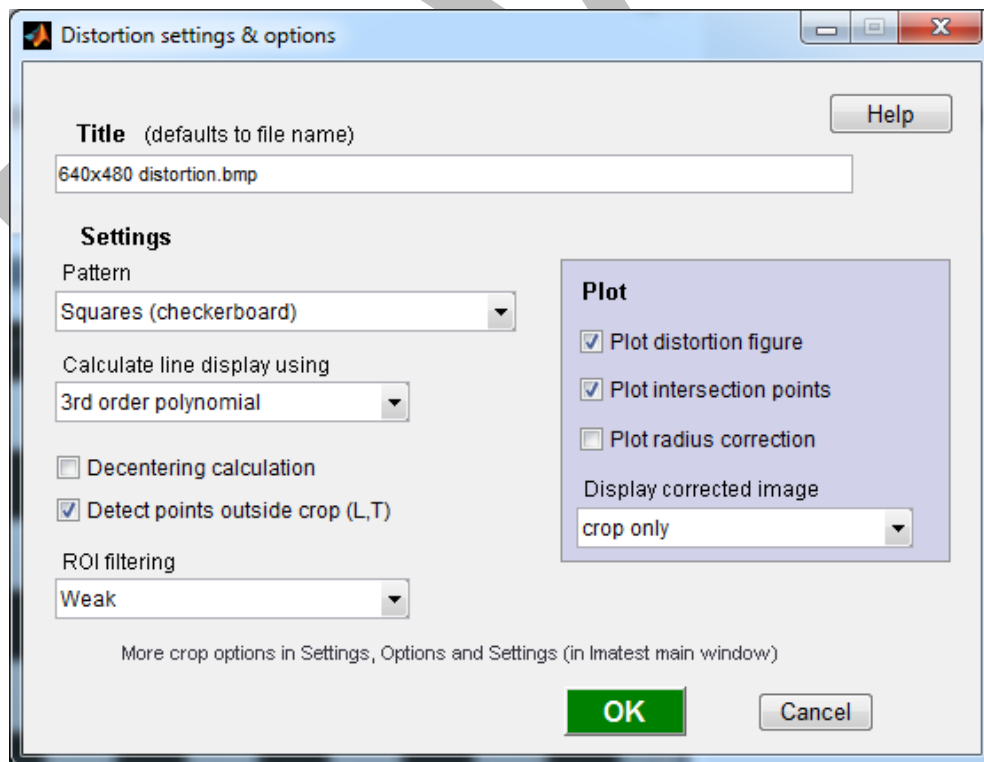 Distortion settings & options
Help
Title (defaults to file name)
640x480 distortion.bmp
Settings
Pattern
Squares (checkerboard)
Calculate line display using
3rd order polynomial
Decentering calculation
Detect points outside crop (L,T)
ROI filtering
Weak
Plot
Plot distortion figure
Plot intersection points
Plot radius correction
Display corrected image
crop only
More crop options in Settings, Options and Settings (in Imatest main window)
OK
Cancel